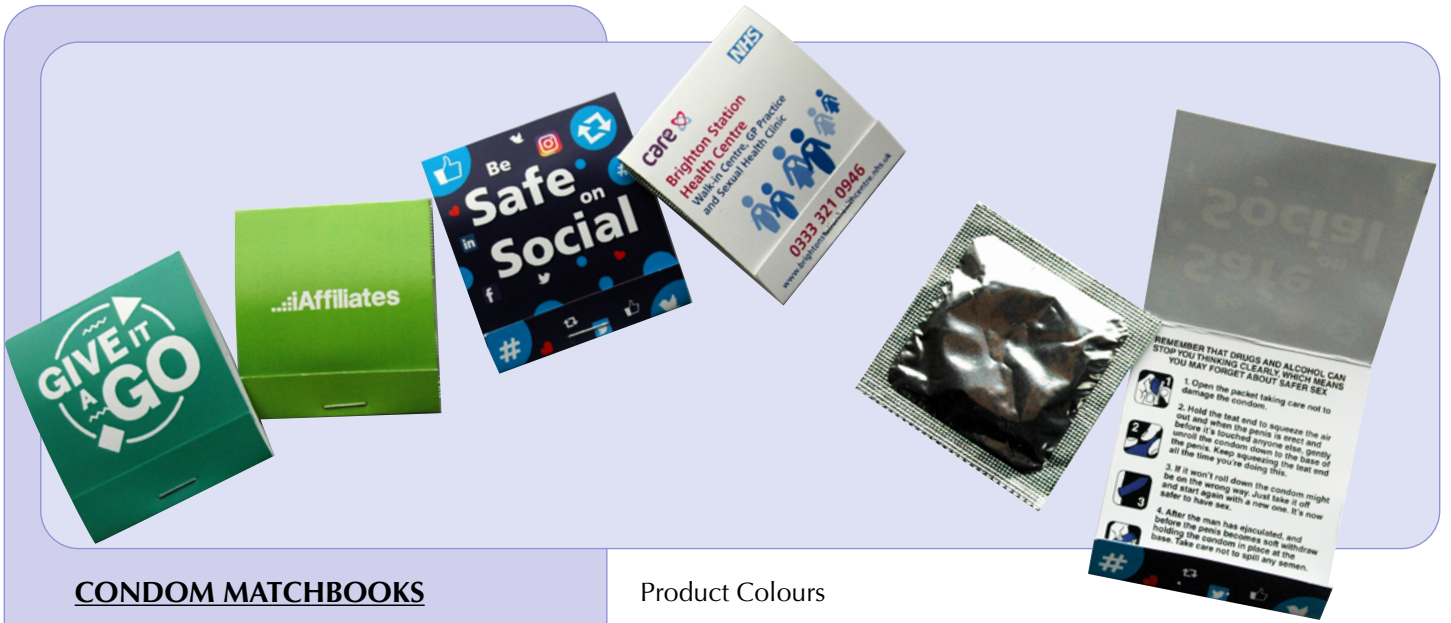 GIVE IT
A GO
iAffiliates
Be
Safe
on
Social
in
f
#
#
NHS
care
Brighton Station
Health Centre
Walk-in Centre, GP Practice
and Sexual Health Clinic
0333 321 0946
Social
on
Safe
REMEMBER THAT DRUGS AND ALCOHOL CAN
STOP YOU THINKING CLEARLY, WHICH MEANS
YOU MAY FORGET ABOUT SAFER SEX
1
1. Open the packet taking care not to
damage the condom.
2
2. Hold the teat end to squeeze the air
out and when the penis is erect and
before it's touched anyone else, gently
unroll the condom down to the base of
the penis. Keep squeezing the teat end
all the time you're doing this.
3
3. If it won't roll down the condom might
be on the wrong way. Just take it off
and start again with a new one. It's now
safer to have sex.
4. After the man has ejaculated, and
before the penis becomes soft withdraw
holding the condom in place at the
base. Take care not to spill any semen.
#
CONDOM MATCHBOOKS
Product Colours